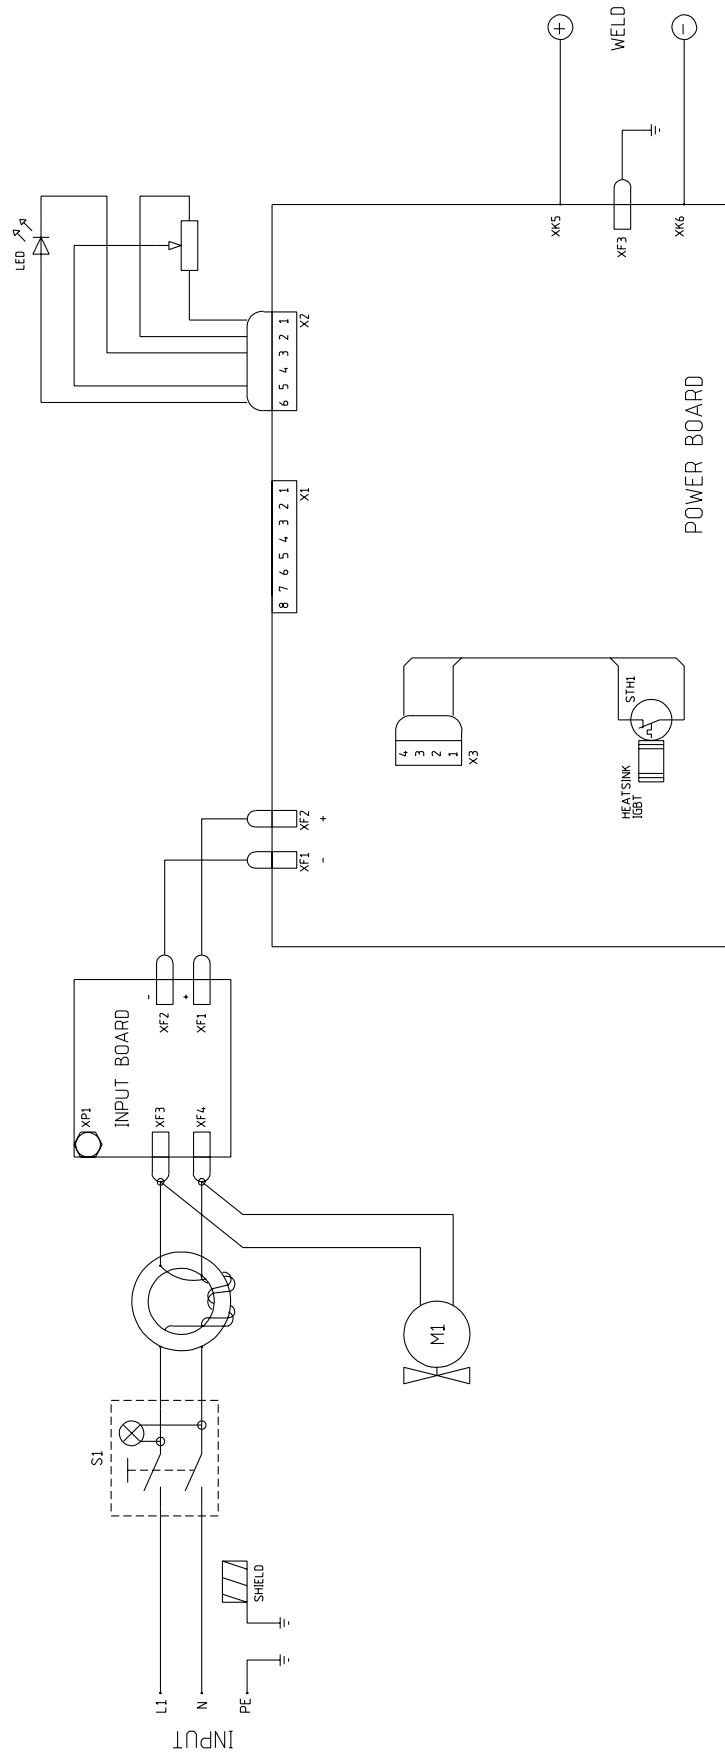 INPUT
L1
N
PE
SHIELD
S1
M1
XP1
INPUT BOARD
XF3
XF4
XF2 -
XF1 +
XF1 -
XF2 +
HEATSINK
IGBT
STH1
4 3 2 1
X3
8 7 6 5 4 3 2 1
X1
6 5 4 3 2 1
X2
LED
POWER BOARD
XK5
XF3
XK6
+
WELD
-